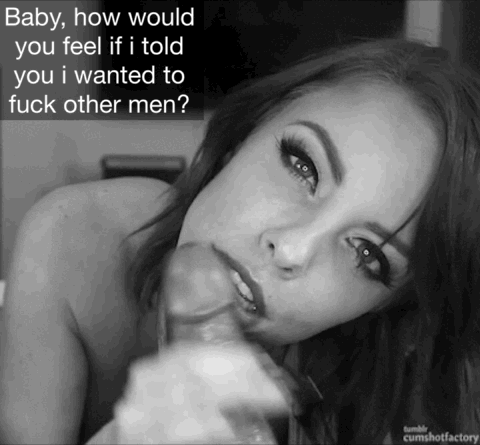 Baby, how would
you feel if i told
you i wanted to
fuck other men?
tumblr
cumshotfactory